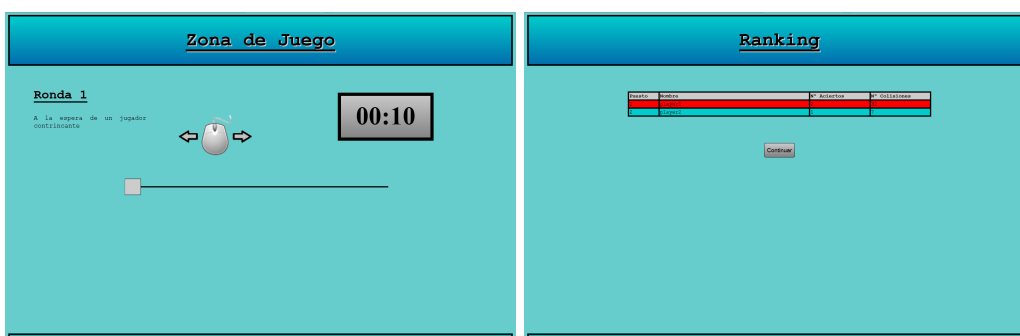 Zona de Juego
Ronda 1
A la espera de un jugador
contrincante
00:10
Ranking
Puesto Nombre Nº Aciertos Nº Colisiones
2 player2
Continuar